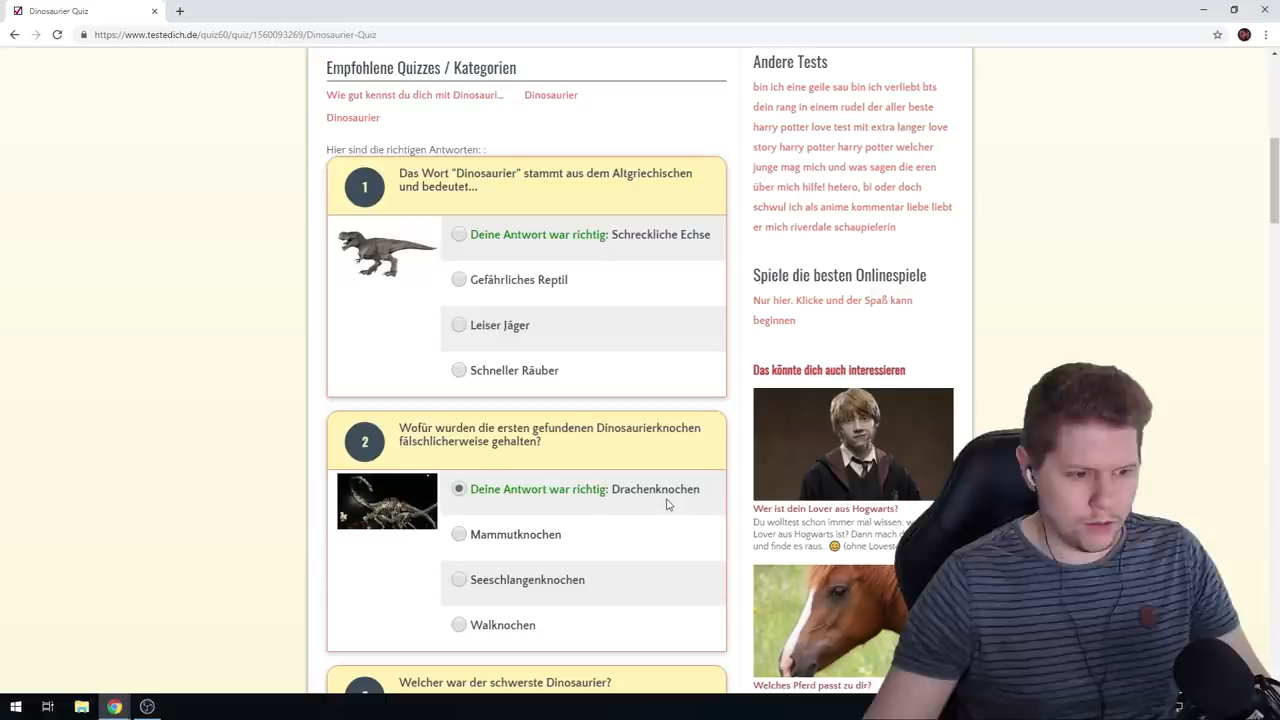 Dinosaurier Quiz
https://www.testedich.de/quiz60/quiz/1560093269/Dinosaurier-Quiz
Empfohlene Quizzes / Kategorien
Wie gut kennst du dich mit Dinosauri...
Dinosaurier
Dinosaurier
Hier sind die richtigen Antworten: :
1
Das Wort "Dinosaurier" stammt aus dem Altgriechischen
und bedeutet...
Deine Antwort war richtig: Schreckliche Echse
Gefährliches Reptil
Leiser Jäger
Schneller Räuber
2
Wofür wurden die ersten gefundenen Dinosaurierknochen
fälschlicherweise gehalten?
Deine Antwort war richtig: Drachenknochen
Mammutknochen
Seeschlangenknochen
Walknochen
Welcher war der schwerste Dinosaurier?
Andere Tests
bin ich eine geile sau bin ich verliebt bts
dein rang in einem rudel der aller beste
harry potter love test mit extra langer love
story harry potter harry potter welcher
junge mag mich und was sagen die eren
über mich hilfe! hetero, bi oder doch
schwul ich als anime kommentar liebe liebt
er mich riverdale schaupielerin
Spiele die besten Onlinespiele
Nur hier. Klicke und der Spaß kann
beginnen
Das könnte dich auch interessieren
Wer ist dein Lover aus Hogwarts?
Du wolltest schon immer mal wissen,
Lover aus Hogwarts ist? Dann mach
und finde es raus... (ohne Lovest
Welches Pferd passt zu dir?